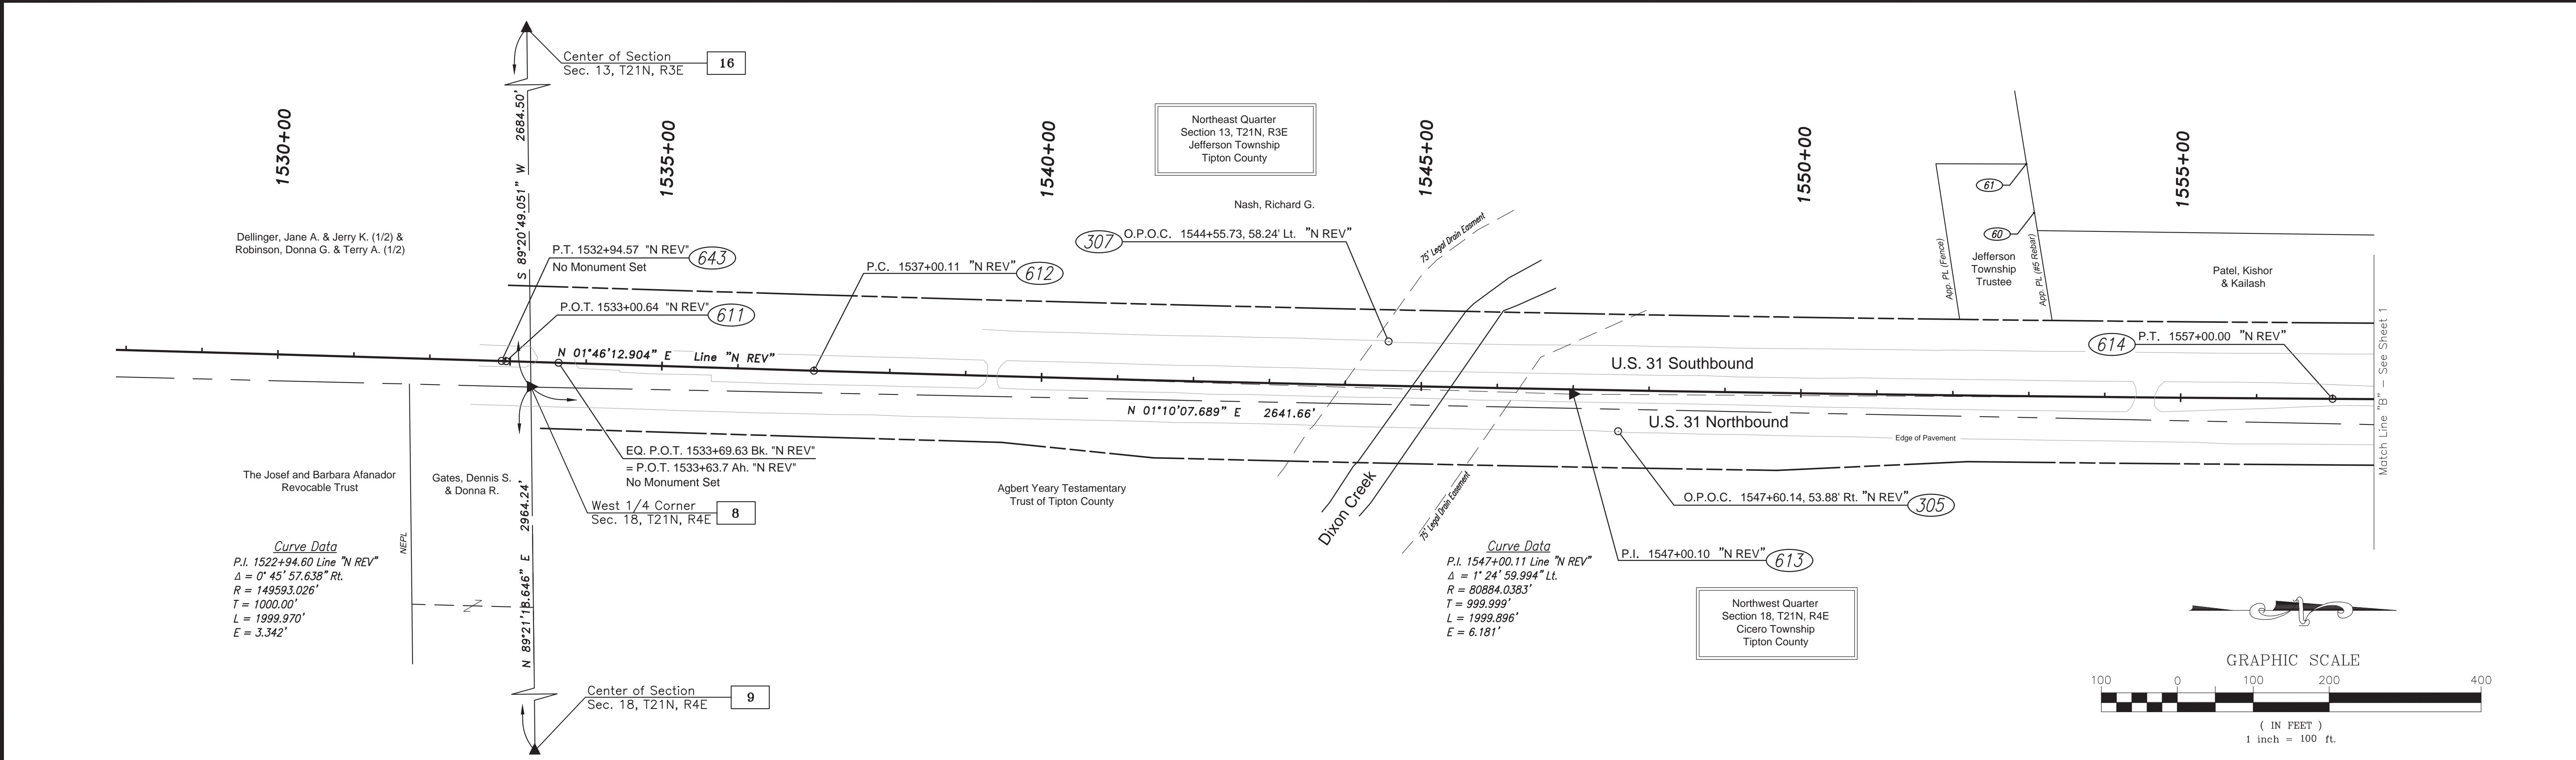 Center of Section
Sec. 13, T21N, R3E
16
S 89°20'49.051" W 2684.50'
1530+00
1535+00
1540+00
1545+00
1550+00
1555+00
Northeast Quarter
Section 13, T21N, R3E
Jefferson Township
Tipton County
Nash, Richard G.
Dellinger, Jane A. & Jerry K. (1/2) &
Robinson, Donna G. & Terry A. (1/2)
P.T. 1532+94.57 "N REV"
No Monument Set
643
P.O.T. 1533+00.64 "N REV"
611
P.C. 1537+00.11 "N REV"
612
307
O.P.O.C. 1544+55.73, 58.24' Lt. "N REV"
75' Legal Drain Easment
61
60
App. PL (Fence)
Jefferson
Township
Trustee
App. PL (#5 Rebar)
Patel, Kishor
& Kailash
614
P.T. 1557+00.00 "N REV"
Match Line "B" – See Sheet 1
N 01°46'12.904" E Line "N REV"
U.S. 31 Southbound
N 01°10'07.689" E 2641.66'
U.S. 31 Northbound
Edge of Pavement
EQ. P.O.T. 1533+69.63 Bk. "N REV"
= P.O.T. 1533+63.7 Ah. "N REV"
No Monument Set
West 1/4 Corner
Sec. 18, T21N, R4E
8
The Josef and Barbara Afanador
Revocable Trust
Gates, Dennis S.
& Donna R.
NEPL
N 89°21'18.646" E 2964.24'
Agbert Yeary Testamentary
Trust of Tipton County
Dixon Creek
75' Legal Drain Easement
O.P.O.C. 1547+60.14, 53.88' Rt. "N REV"
305
P.I. 1547+00.10 "N REV"
613
Curve Data
P.I. 1522+94.60 Line "N REV"
Δ = 0° 45' 57.638" Rt.
R = 149593.026'
T = 1000.00'
L = 1999.970'
E = 3.342'
Curve Data
P.I. 1547+00.11 Line "N REV"
Δ = 1° 24' 59.994" Lt.
R = 80884.0383'
T = 999.999'
L = 1999.896'
E = 6.181'
Northwest Quarter
Section 18, T21N, R4E
Cicero Township
Tipton County
Center of Section
Sec. 18, T21N, R4E
9
GRAPHIC SCALE
100 0 100 200 400
( IN FEET )
1 inch = 100 ft.